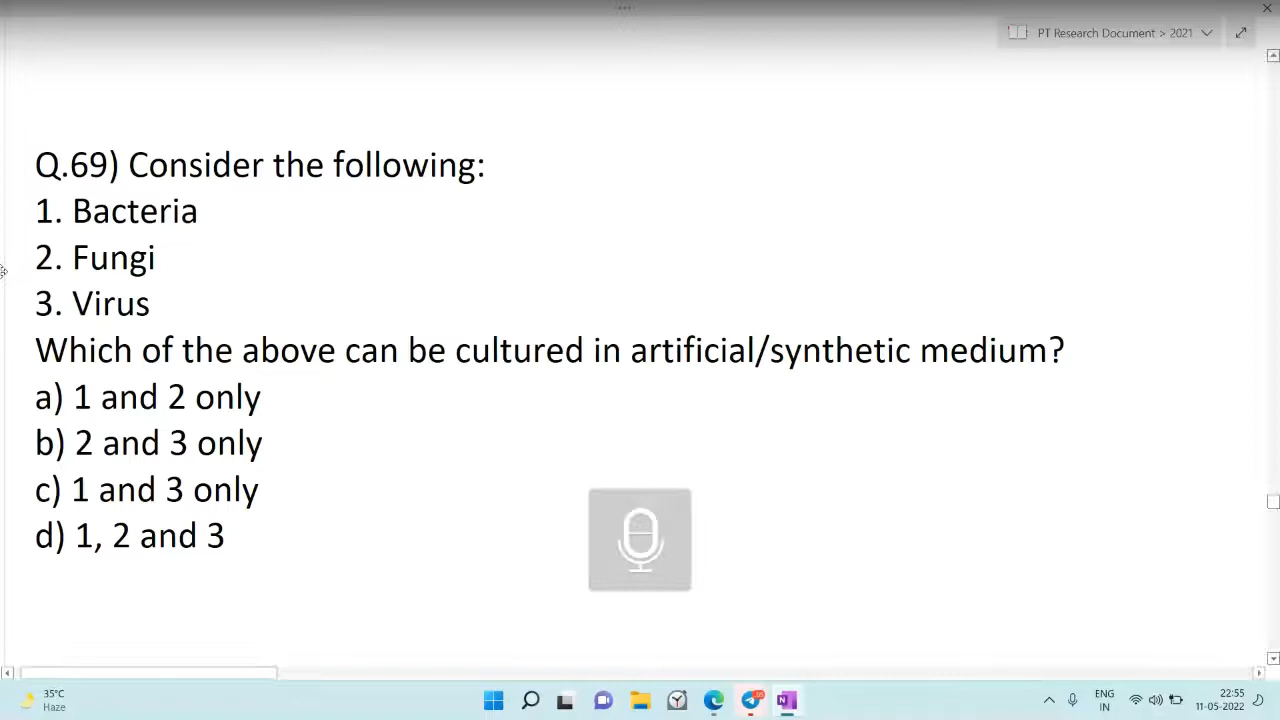 PT Research Document > 2021
Q.69) Consider the following:
1. Bacteria
2. Fungi
3. Virus
Which of the above can be cultured in artificial/synthetic medium?
a) 1 and 2 only
b) 2 and 3 only
c) 1 and 3 only
d) 1, 2 and 3
35°C
Haze
ENG
IN
22:55
11-05-2022